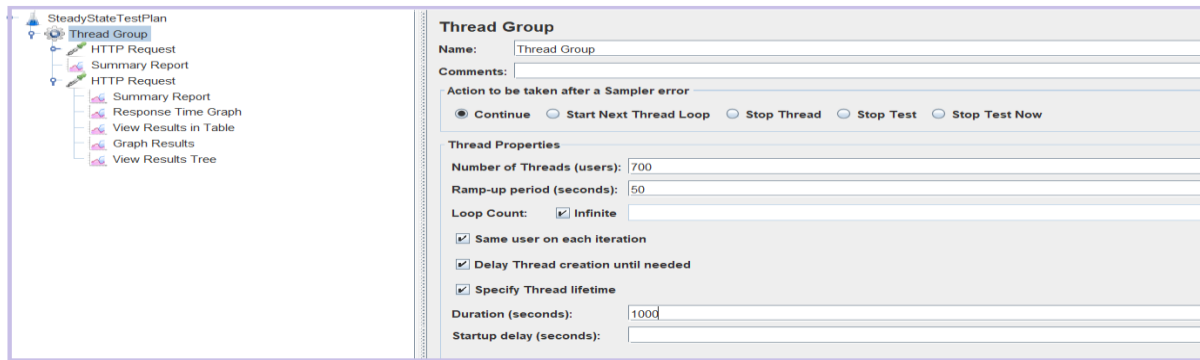 SteadyStateTestPlan
Thread Group
HTTP Request
Summary Report
HTTP Request
Summary Report
Response Time Graph
View Results in Table
Graph Results
View Results Tree
Thread Group
Name: Thread Group
Comments:
Action to be taken after a Sampler error
Continue Start Next Thread Loop Stop Thread Stop Test Stop Test Now
Thread Properties
Number of Threads (users): 700
Ramp-up period (seconds): 50
Loop Count: Infinite
Same user on each iteration
Delay Thread creation until needed
Specify Thread lifetime
Duration (seconds): 1000
Startup delay (seconds):